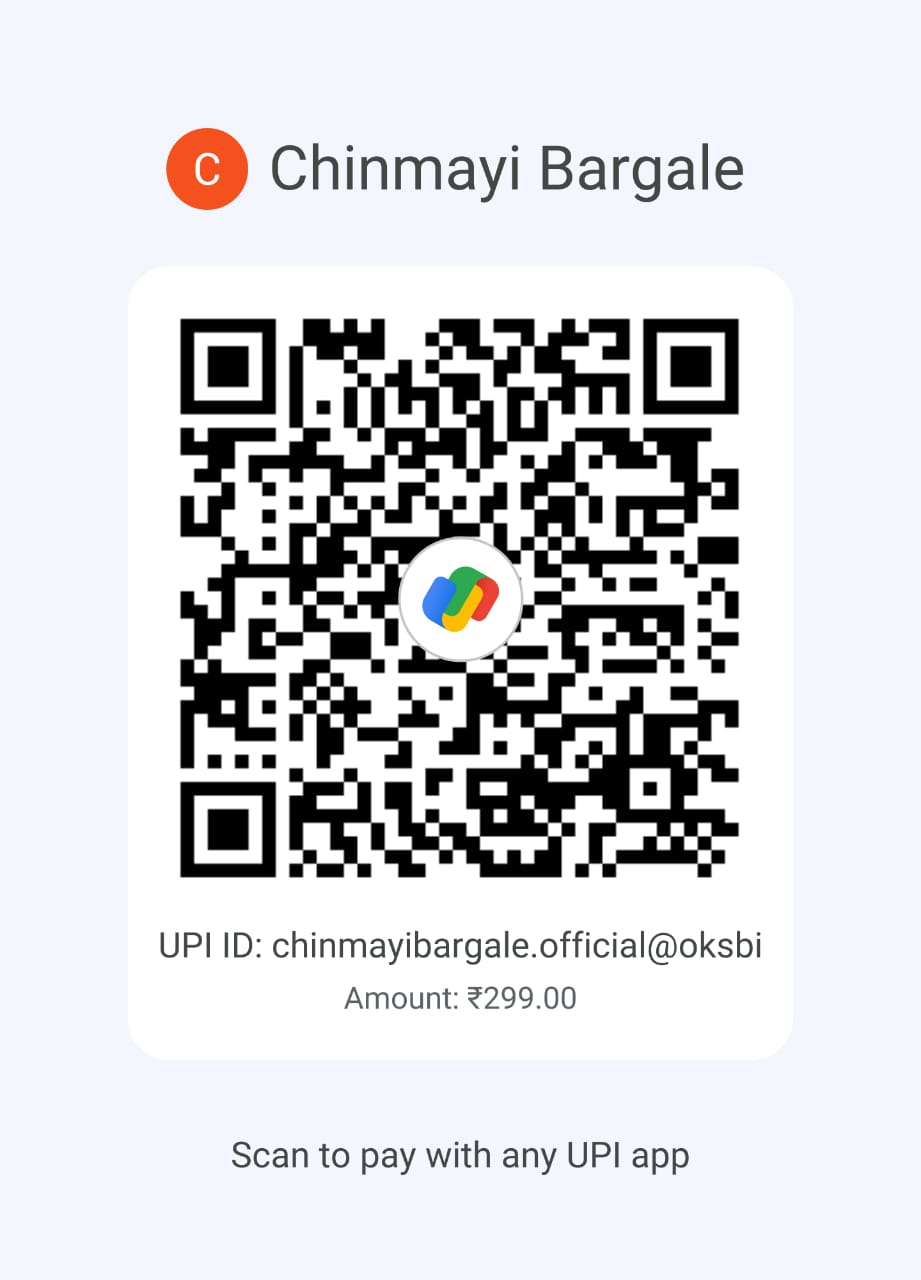 C
Chinmayi Bargale
UPI ID: chinmayibargale.official@oksbi
Amount: ₹299.00
Scan to pay with any UPI app